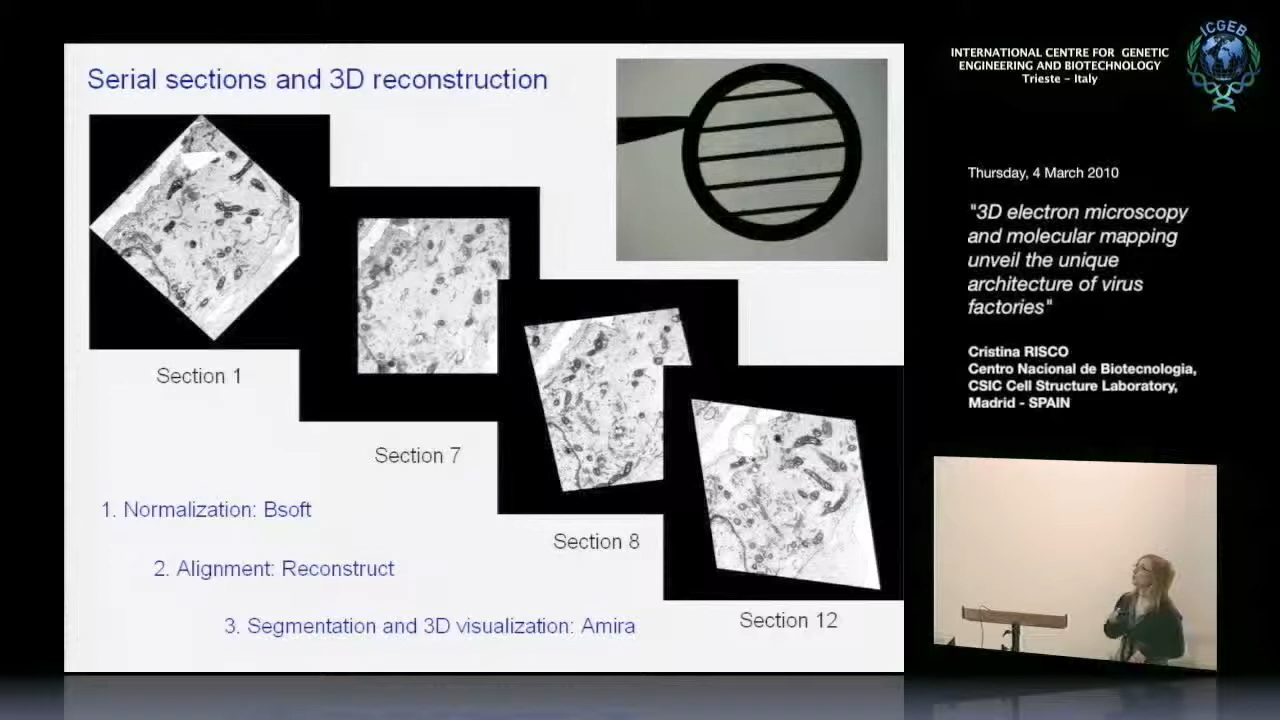 Serial sections and 3D reconstruction
Section 1
Section 7
Section 8
Section 12
1. Normalization: Bsoft
2. Alignment: Reconstruct
3. Segmentation and 3D visualization: Amira
ICGEB
INTERNATIONAL CENTRE FOR GENETIC
ENGINEERING AND BIOTECHNOLOGY
Trieste - Italy
Thursday, 4 March 2010
"3D electron microscopy
and molecular mapping
unveil the unique
architecture of virus
factories"
Cristina RISCO
Centro Nacional de Biotecnologia,
CSIC Cell Structure Laboratory,
Madrid - SPAIN